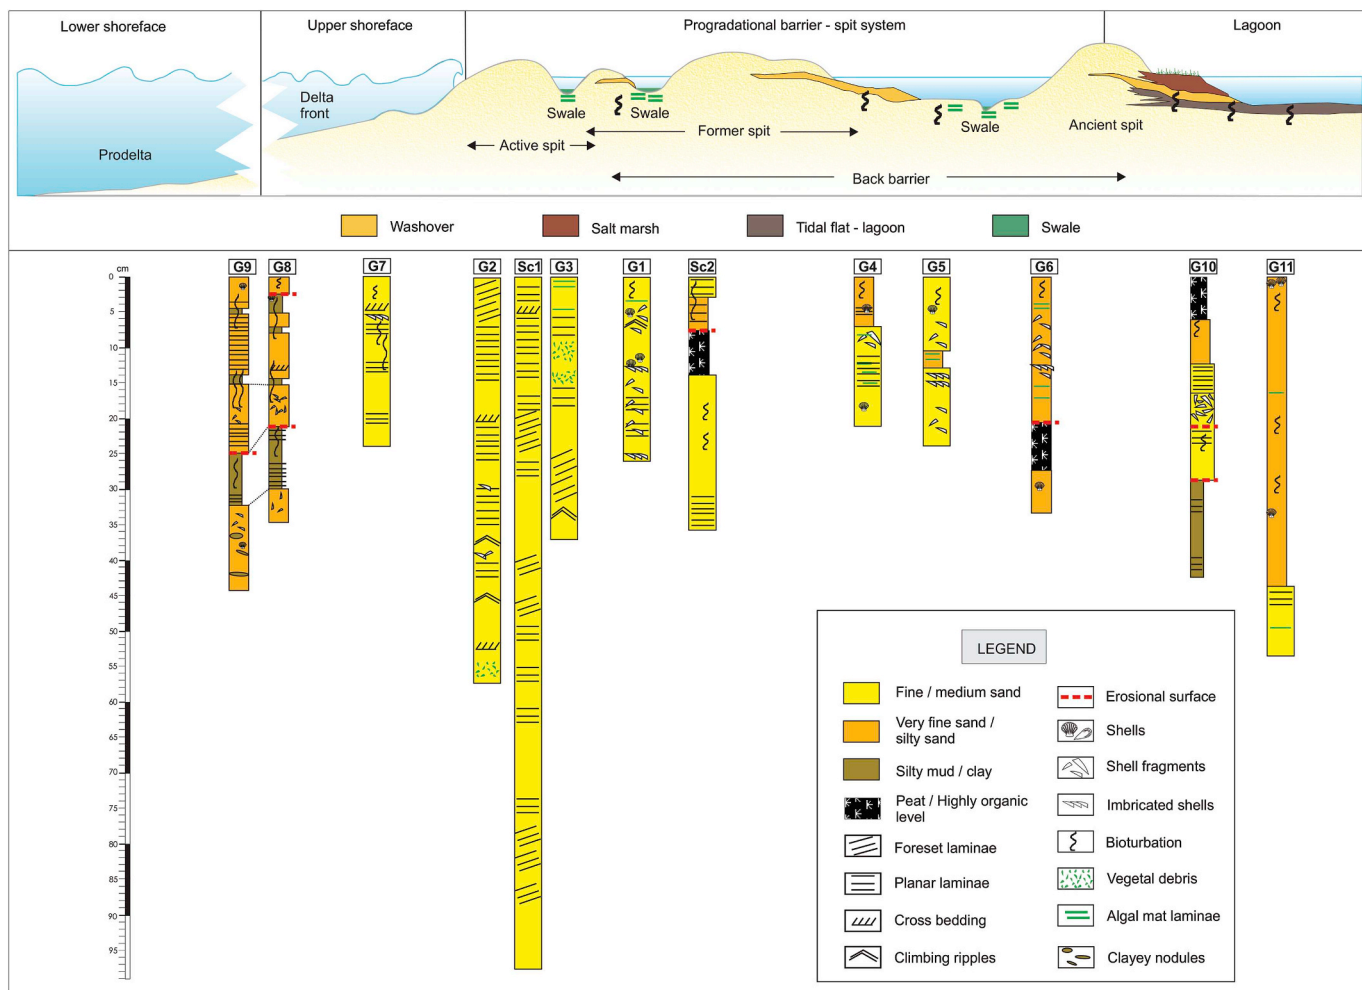 Lower shoreface
Upper shoreface
Progradational barrier - spit system
Lagoon
Delta
front
Prodelta
Swale
Swale
Swale
Active spit
Former spit
Ancient spit
Back barrier
Washover
Salt marsh
Tidal flat - lagoon
Swale
cm
G9
G8
G7
G2
Sc1
G3
G1
Sc2
G4
G5
G6
G10
G11
0
5
10
15
20
25
30
35
40
45
50
55
60
65
70
75
80
85
90
95
LEGEND
Fine / medium sand
Very fine sand /
silty sand
Silty mud / clay
Peat / Highly organic
level
Foreset laminae
Planar laminae
Cross bedding
Climbing ripples
Erosional surface
Shells
Shell fragments
Imbricated shells
Bioturbation
Vegetal debris
Algal mat laminae
Clayey nodules